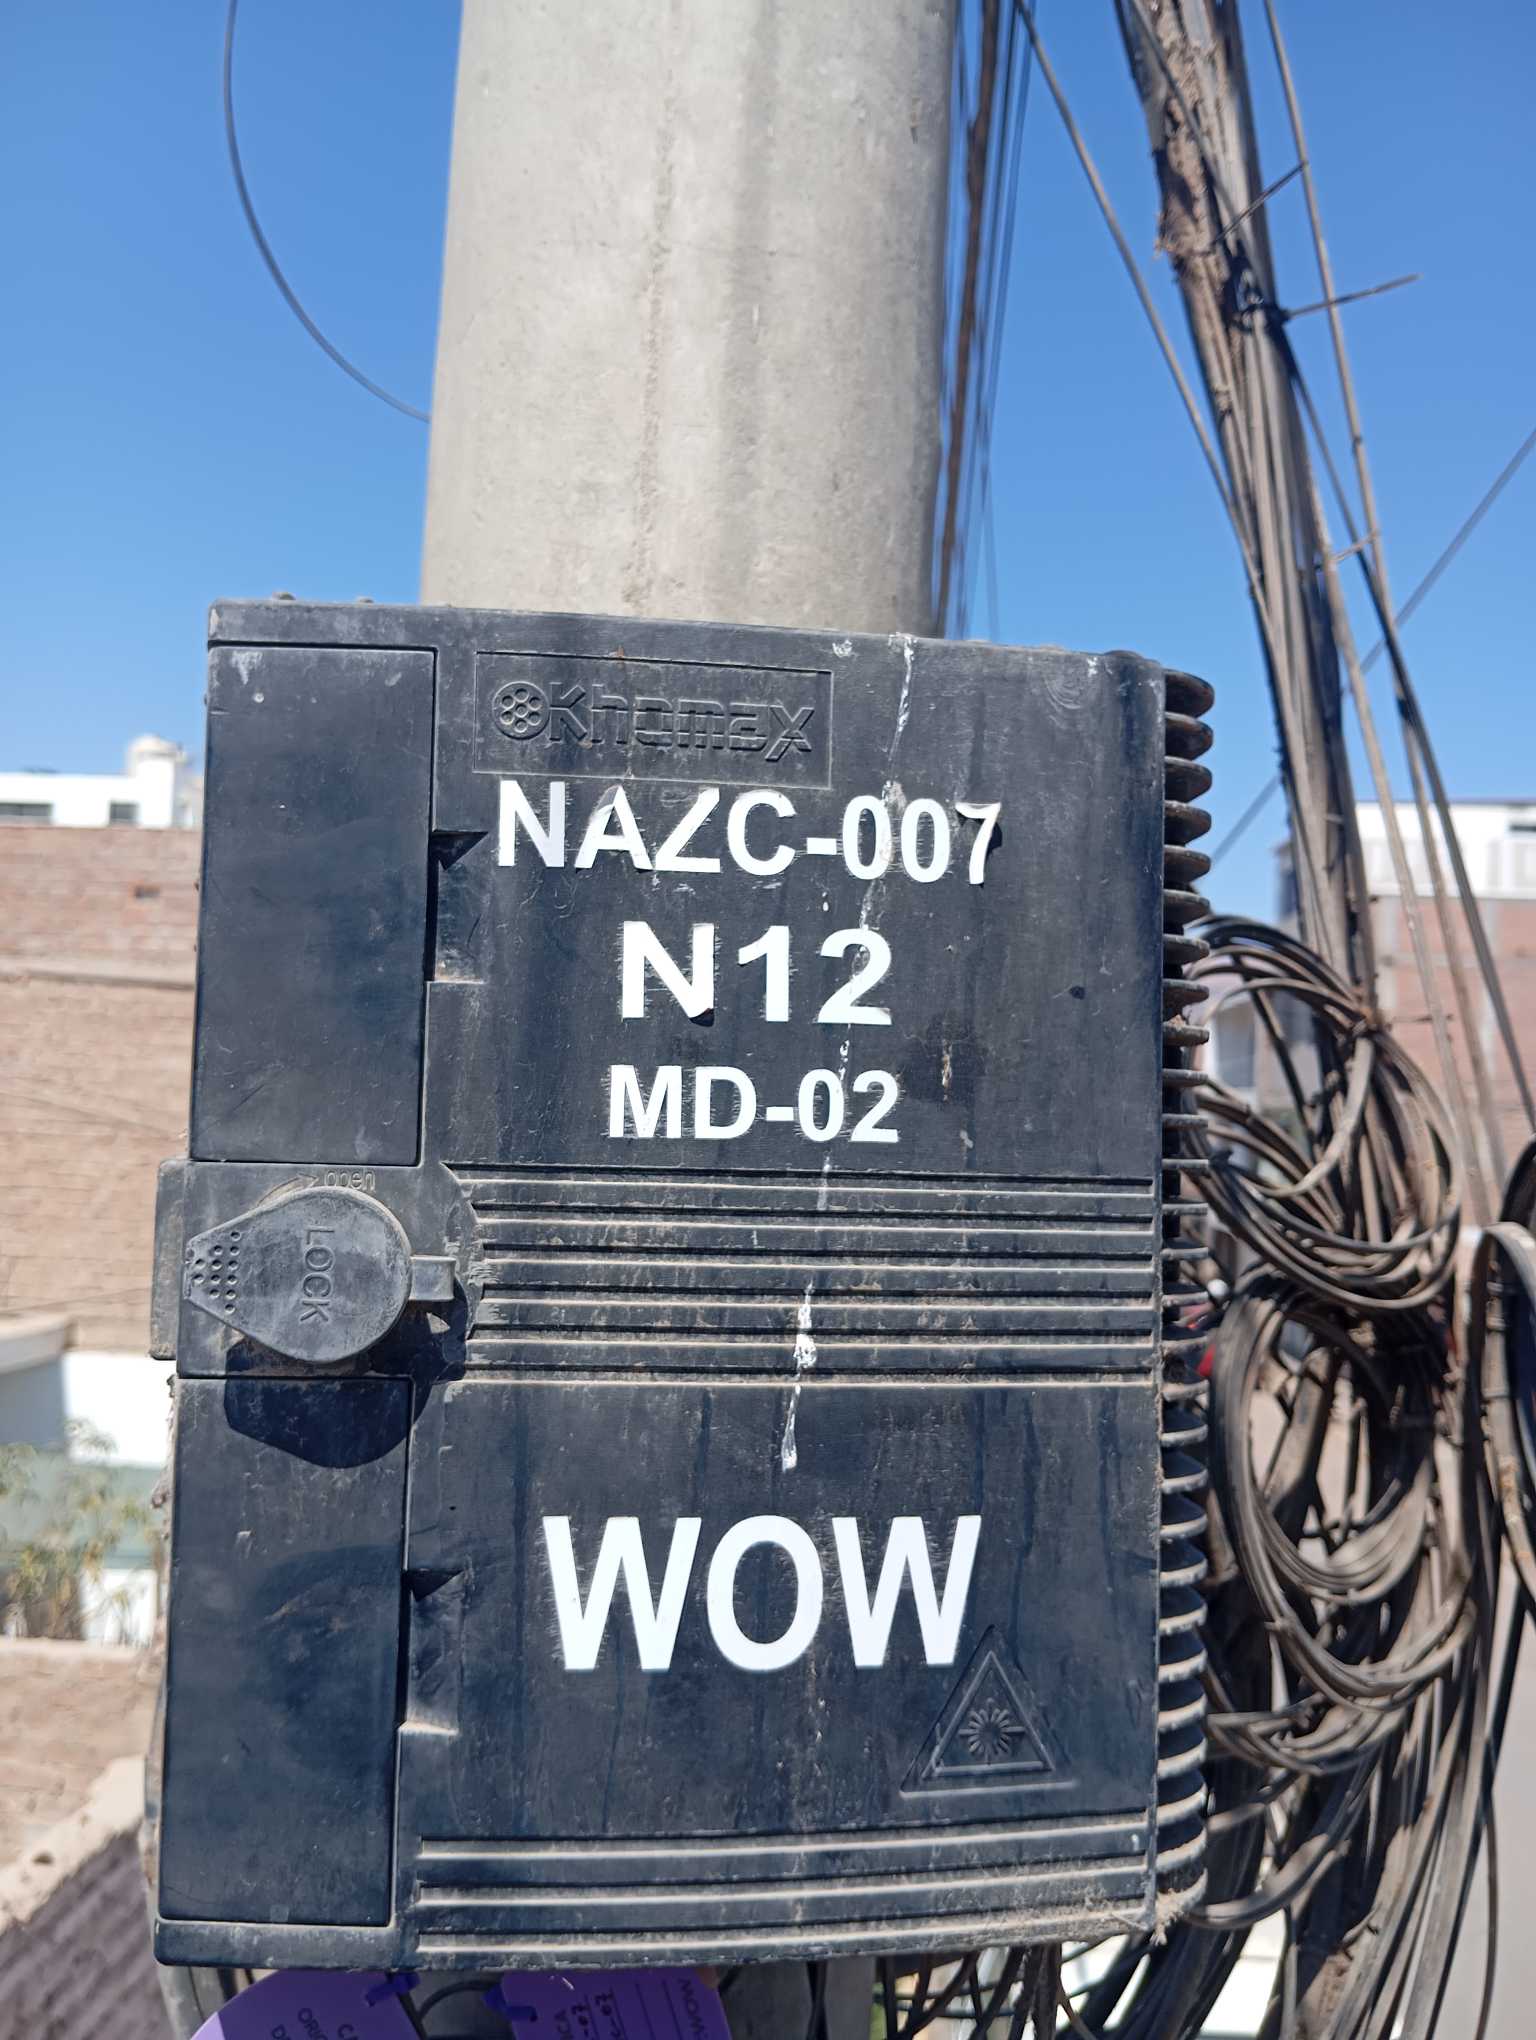 Khomax
NAZC-007
N12
MD-02
open
LOCK
WOW